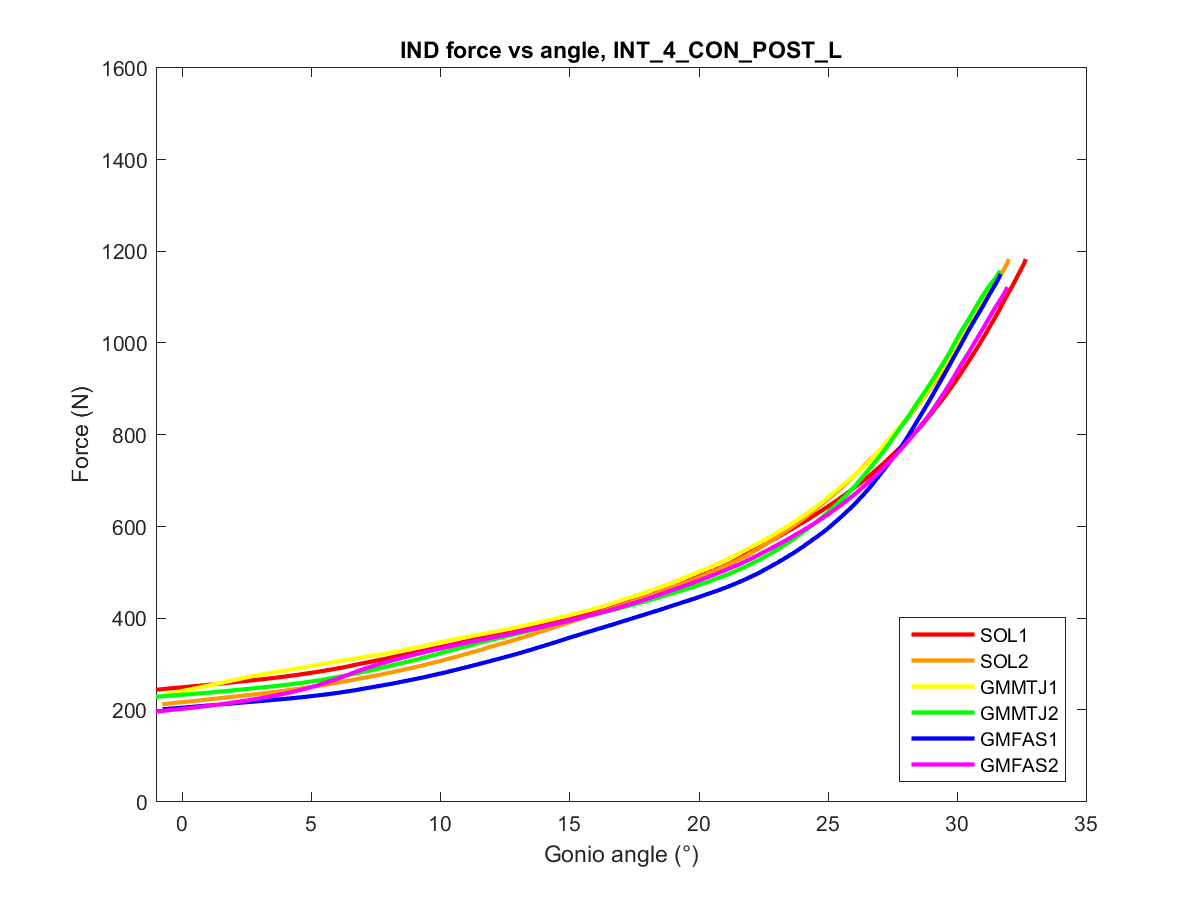 IND force vs angle, INT_4_CON_POST_L
1600
1400
1200
1000
800
600
400
200
0
Force (N)
0 5 10 15 20 25 30 35
Gonio angle (°)
SOL1
SOL2
GMMTJ1
GMMTJ2
GMFAS1
GMFAS2